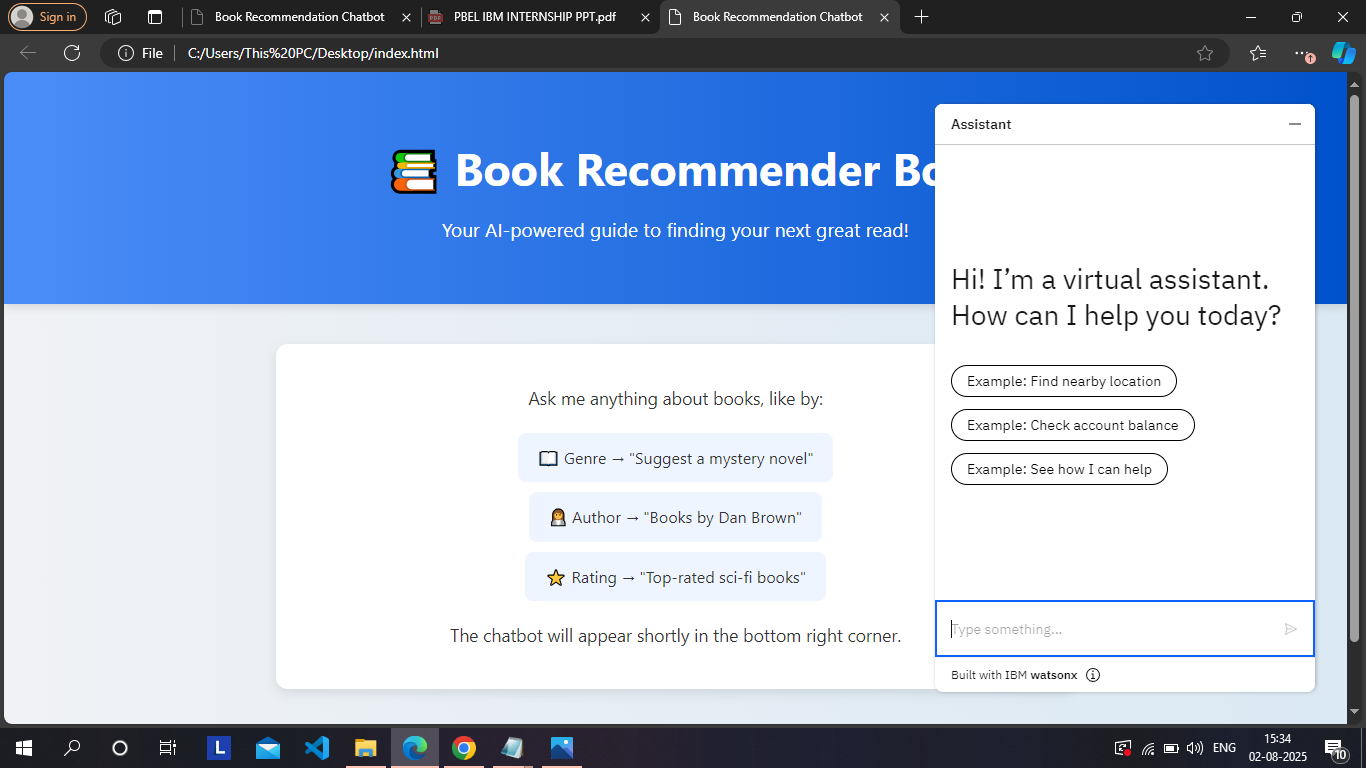 Sign in
Book Recommendation Chatbot
PBEL IBM INTERNSHIP PPT.pdf
Book Recommendation Chatbot
File
C:/Users/This%20PC/Desktop/index.html
Book Recommender Bo
Your AI-powered guide to finding your next great read!
Ask me anything about books, like by:
Genre → "Suggest a mystery novel"
Author → "Books by Dan Brown"
Rating → "Top-rated sci-fi books"
The chatbot will appear shortly in the bottom right corner.
Assistant
Hi! I’m a virtual assistant.
How can I help you today?
Example: Find nearby location
Example: Check account balance
Example: See how I can help
Type something...
Built with IBM watsonx
L
ENG
15:34
02-08-2025
10